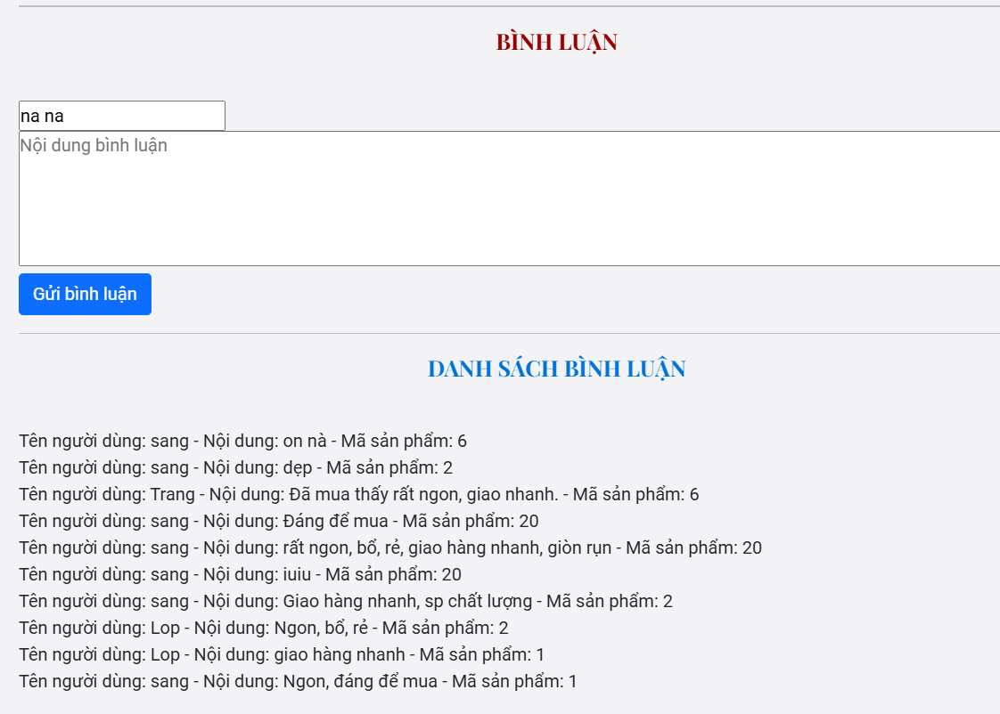 BÌNH LUẬN
na na
Nội dung bình luận
Gửi bình luận
DANH SÁCH BÌNH LUẬN
Tên người dùng: sang - Nội dung: on nà - Mã sản phẩm: 6
Tên người dùng: sang - Nội dung: dẹp - Mã sản phẩm: 2
Tên người dùng: Trang - Nội dung: Đã mua thấy rất ngon, giao nhanh. - Mã sản phẩm: 6
Tên người dùng: sang - Nội dung: Đáng để mua - Mã sản phẩm: 20
Tên người dùng: sang - Nội dung: rất ngon, bổ, rẻ, giao hàng nhanh, giòn rụn - Mã sản phẩm: 20
Tên người dùng: sang - Nội dung: iuiu - Mã sản phẩm: 20
Tên người dùng: sang - Nội dung: Giao hàng nhanh, sp chất lượng - Mã sản phẩm: 2
Tên người dùng: Lop - Nội dung: Ngon, bổ, rẻ - Mã sản phẩm: 2
Tên người dùng: Lop - Nội dung: giao hàng nhanh - Mã sản phẩm: 1
Tên người dùng: sang - Nội dung: Ngon, đáng để mua - Mã sản phẩm: 1